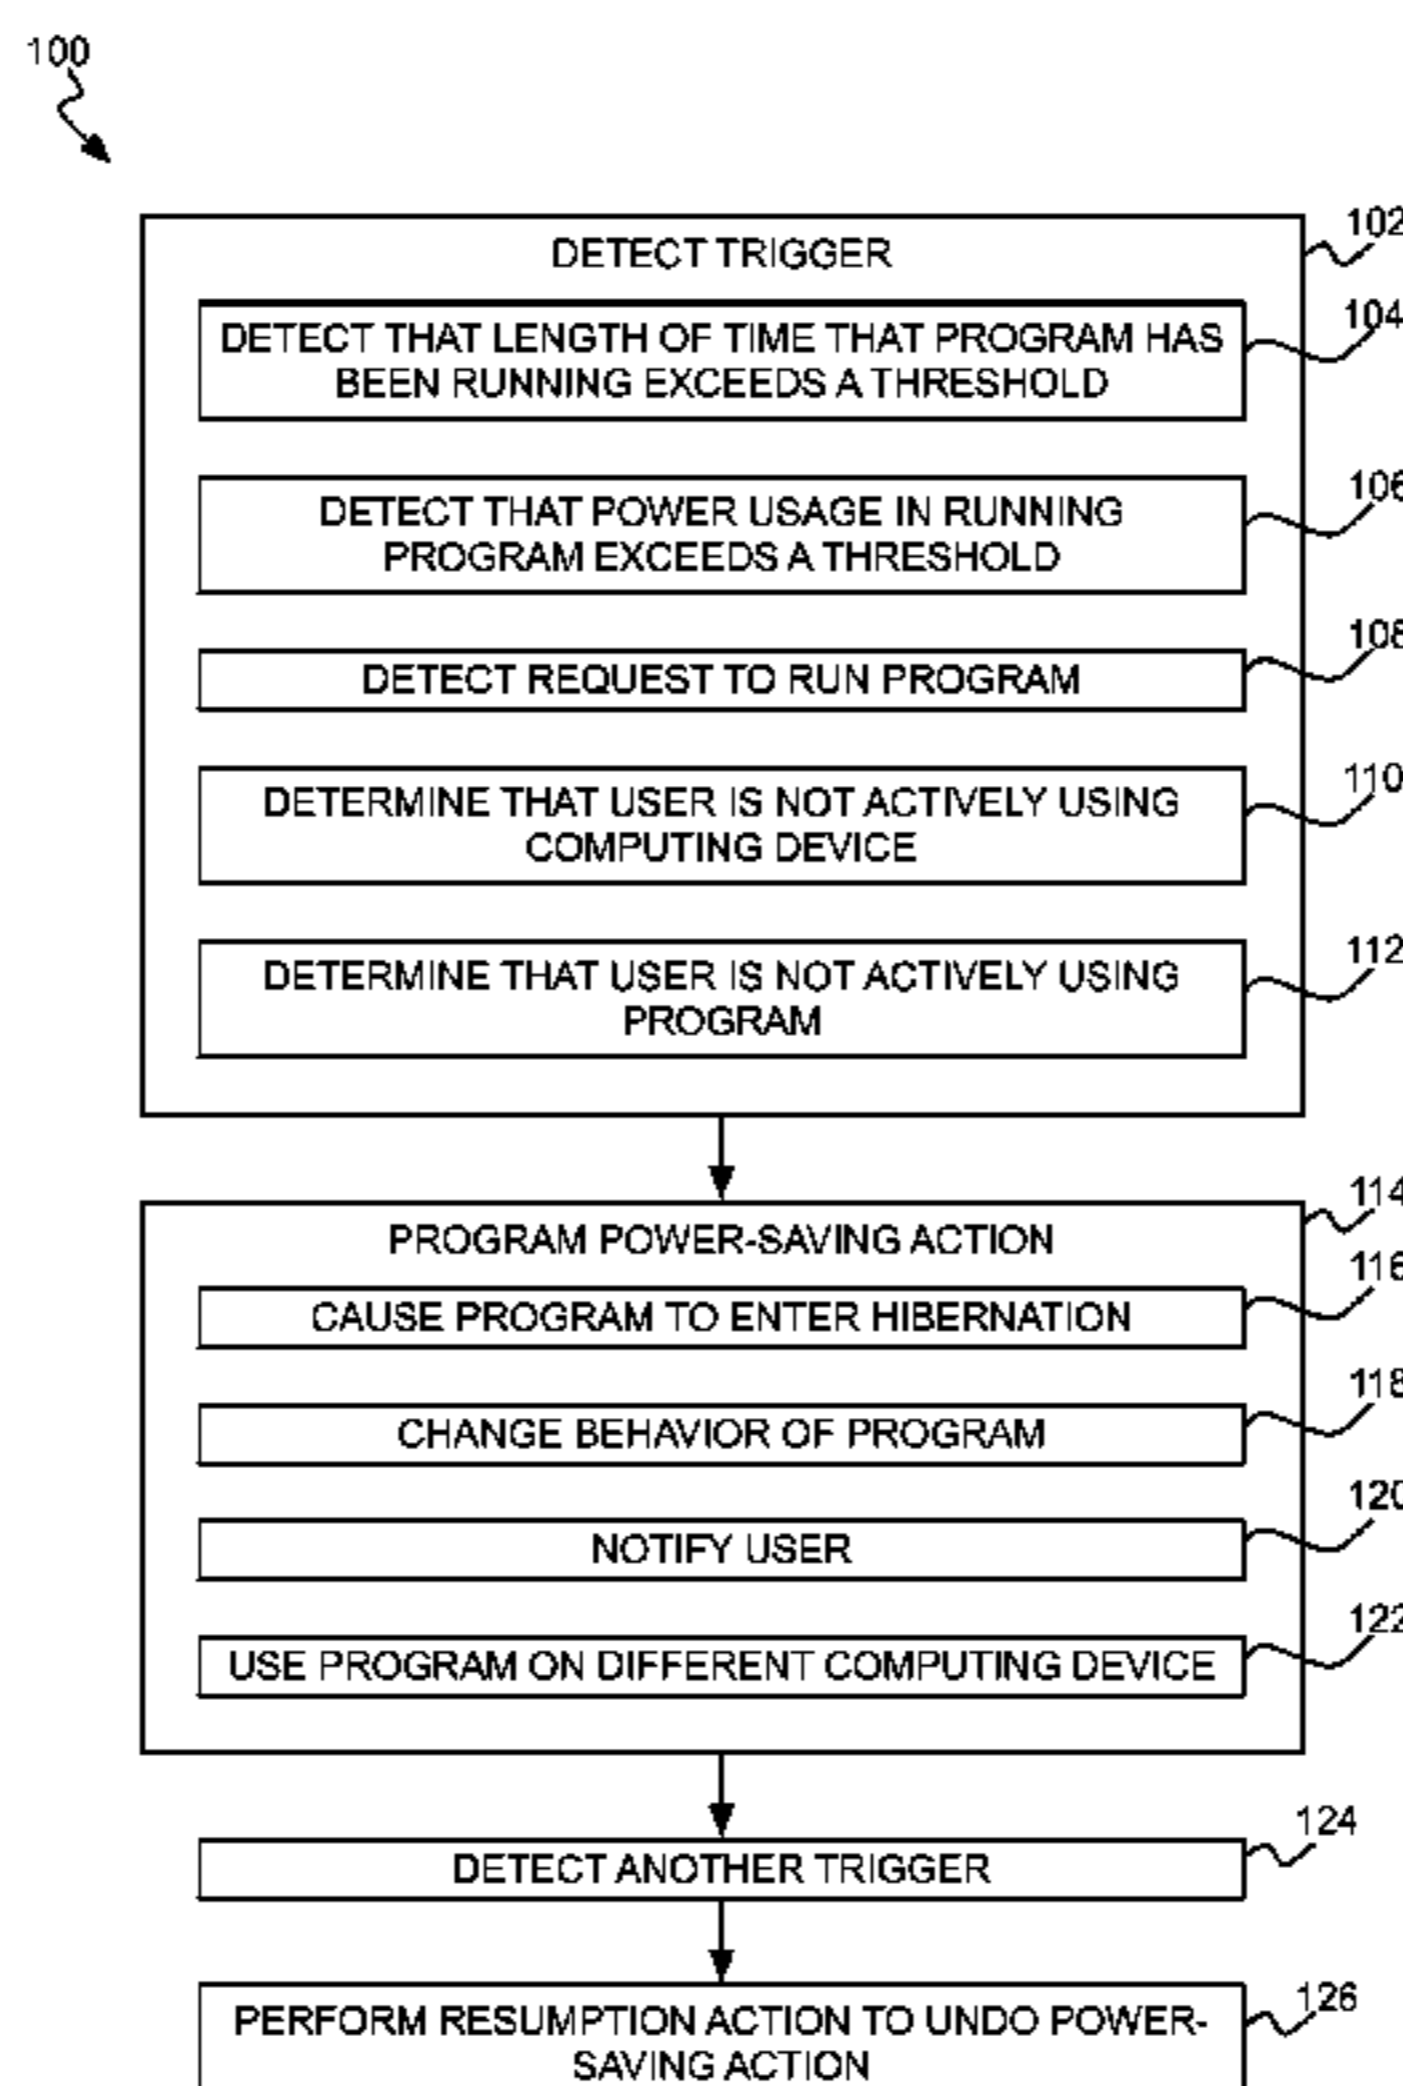 100
102
DETECT TRIGGER
104
DETECT THAT LENGTH OF TIME THAT PROGRAM HAS
BEEN RUNNING EXCEEDS A THRESHOLD
106
DETECT THAT POWER USAGE IN RUNNING
PROGRAM EXCEEDS A THRESHOLD
108
DETECT REQUEST TO RUN PROGRAM
110
DETERMINE THAT USER IS NOT ACTIVELY USING
COMPUTING DEVICE
112
DETERMINE THAT USER IS NOT ACTIVELY USING
PROGRAM
114
PROGRAM POWER-SAVING ACTION
116
CAUSE PROGRAM TO ENTER HIBERNATION
118
CHANGE BEHAVIOR OF PROGRAM
120
NOTIFY USER
122
USE PROGRAM ON DIFFERENT COMPUTING DEVICE
124
DETECT ANOTHER TRIGGER
126
PERFORM RESUMPTION ACTION TO UNDO POWER-
SAVING ACTION